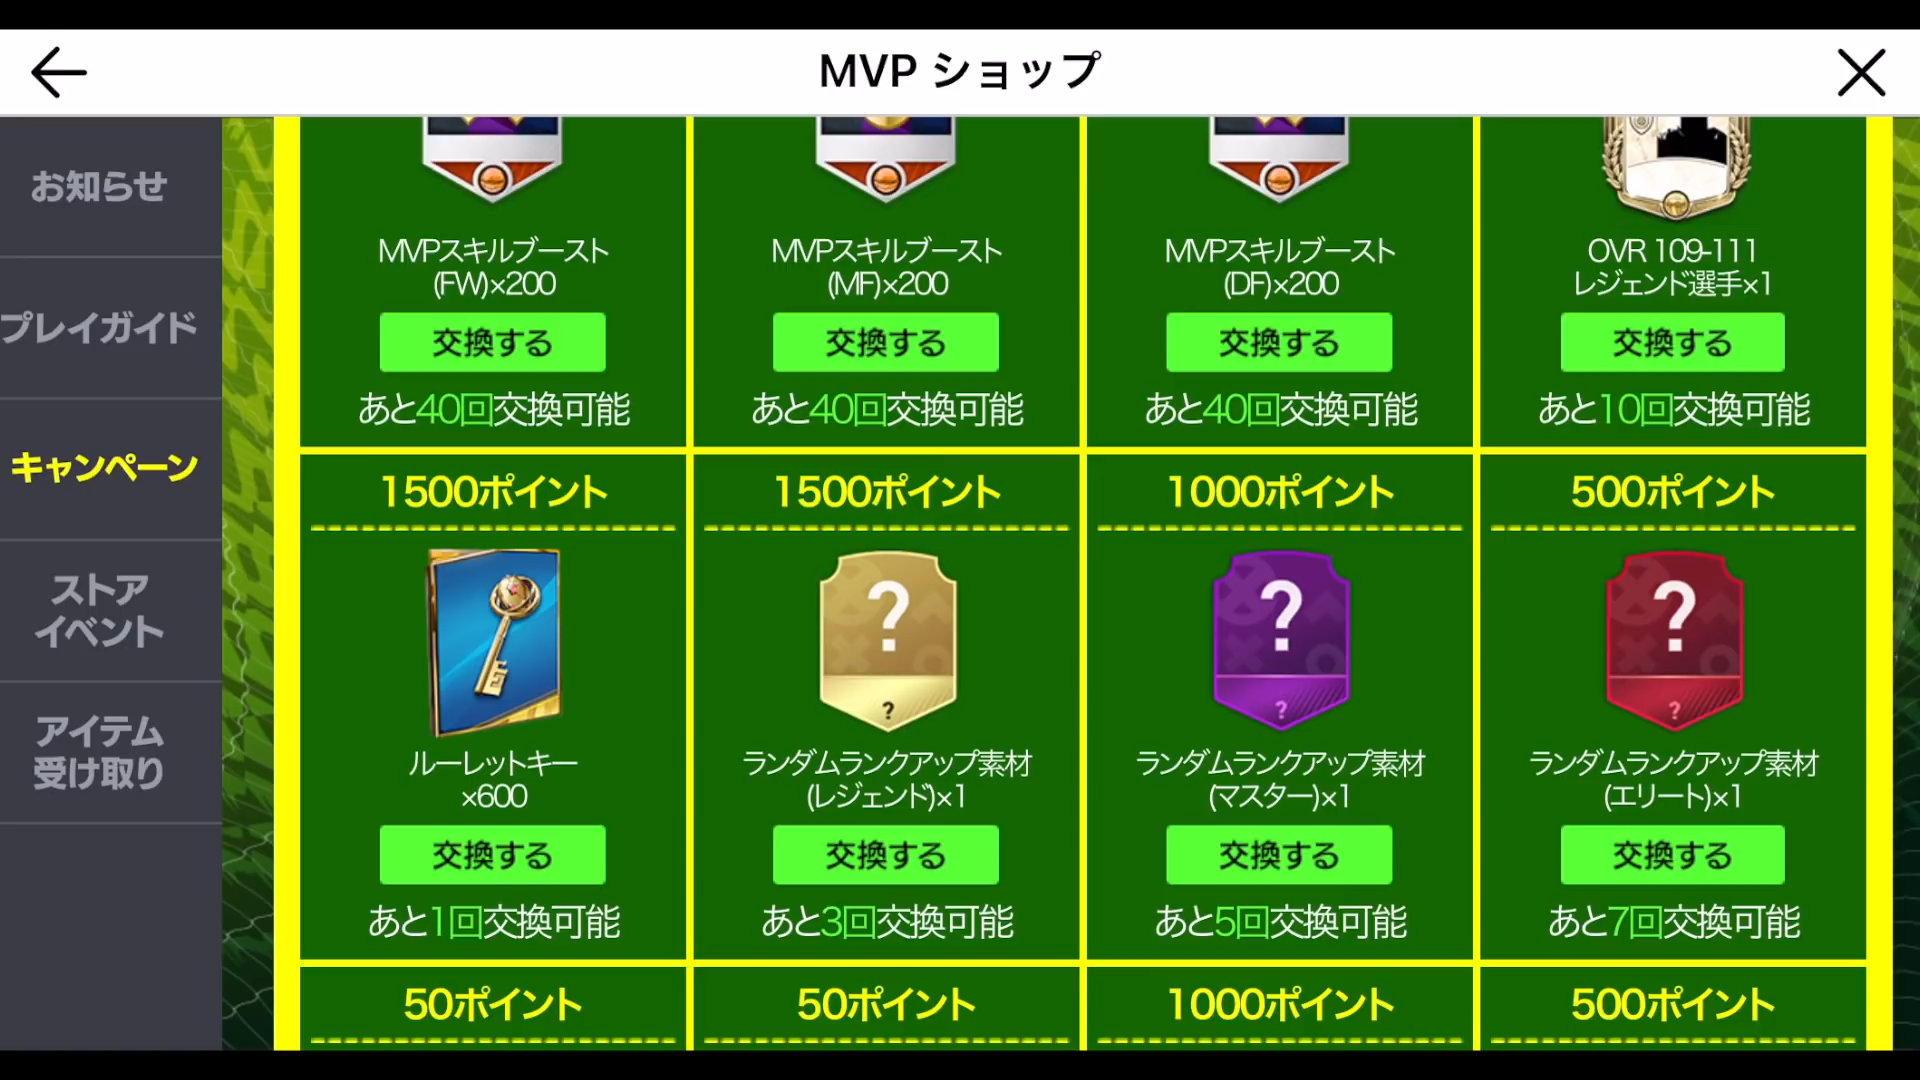 MVP ショップ
お知らせ
プレイガイド
キャンペーン
ストア
イベント
アイテム
受け取り
MVPスキルブースト
(FW)×200
交換する
あと40回交換可能
MVPスキルブースト
(MF)×200
交換する
あと40回交換可能
MVPスキルブースト
(DF)×200
交換する
あと40回交換可能
OVR 109-111
レジェンド選手×1
交換する
あと10回交換可能
1500ポイント
ルーレットキー
×600
交換する
あと1回交換可能
1500ポイント
?
?
ランダムランクアップ素材
(レジェンド)×1
交換する
あと3回交換可能
1000ポイント
?
?
ランダムランクアップ素材
(マスター)×1
交換する
あと5回交換可能
500ポイント
?
?
ランダムランクアップ素材
(エリート)×1
交換する
あと7回交換可能
50ポイント
50ポイント
1000ポイント
500ポイント